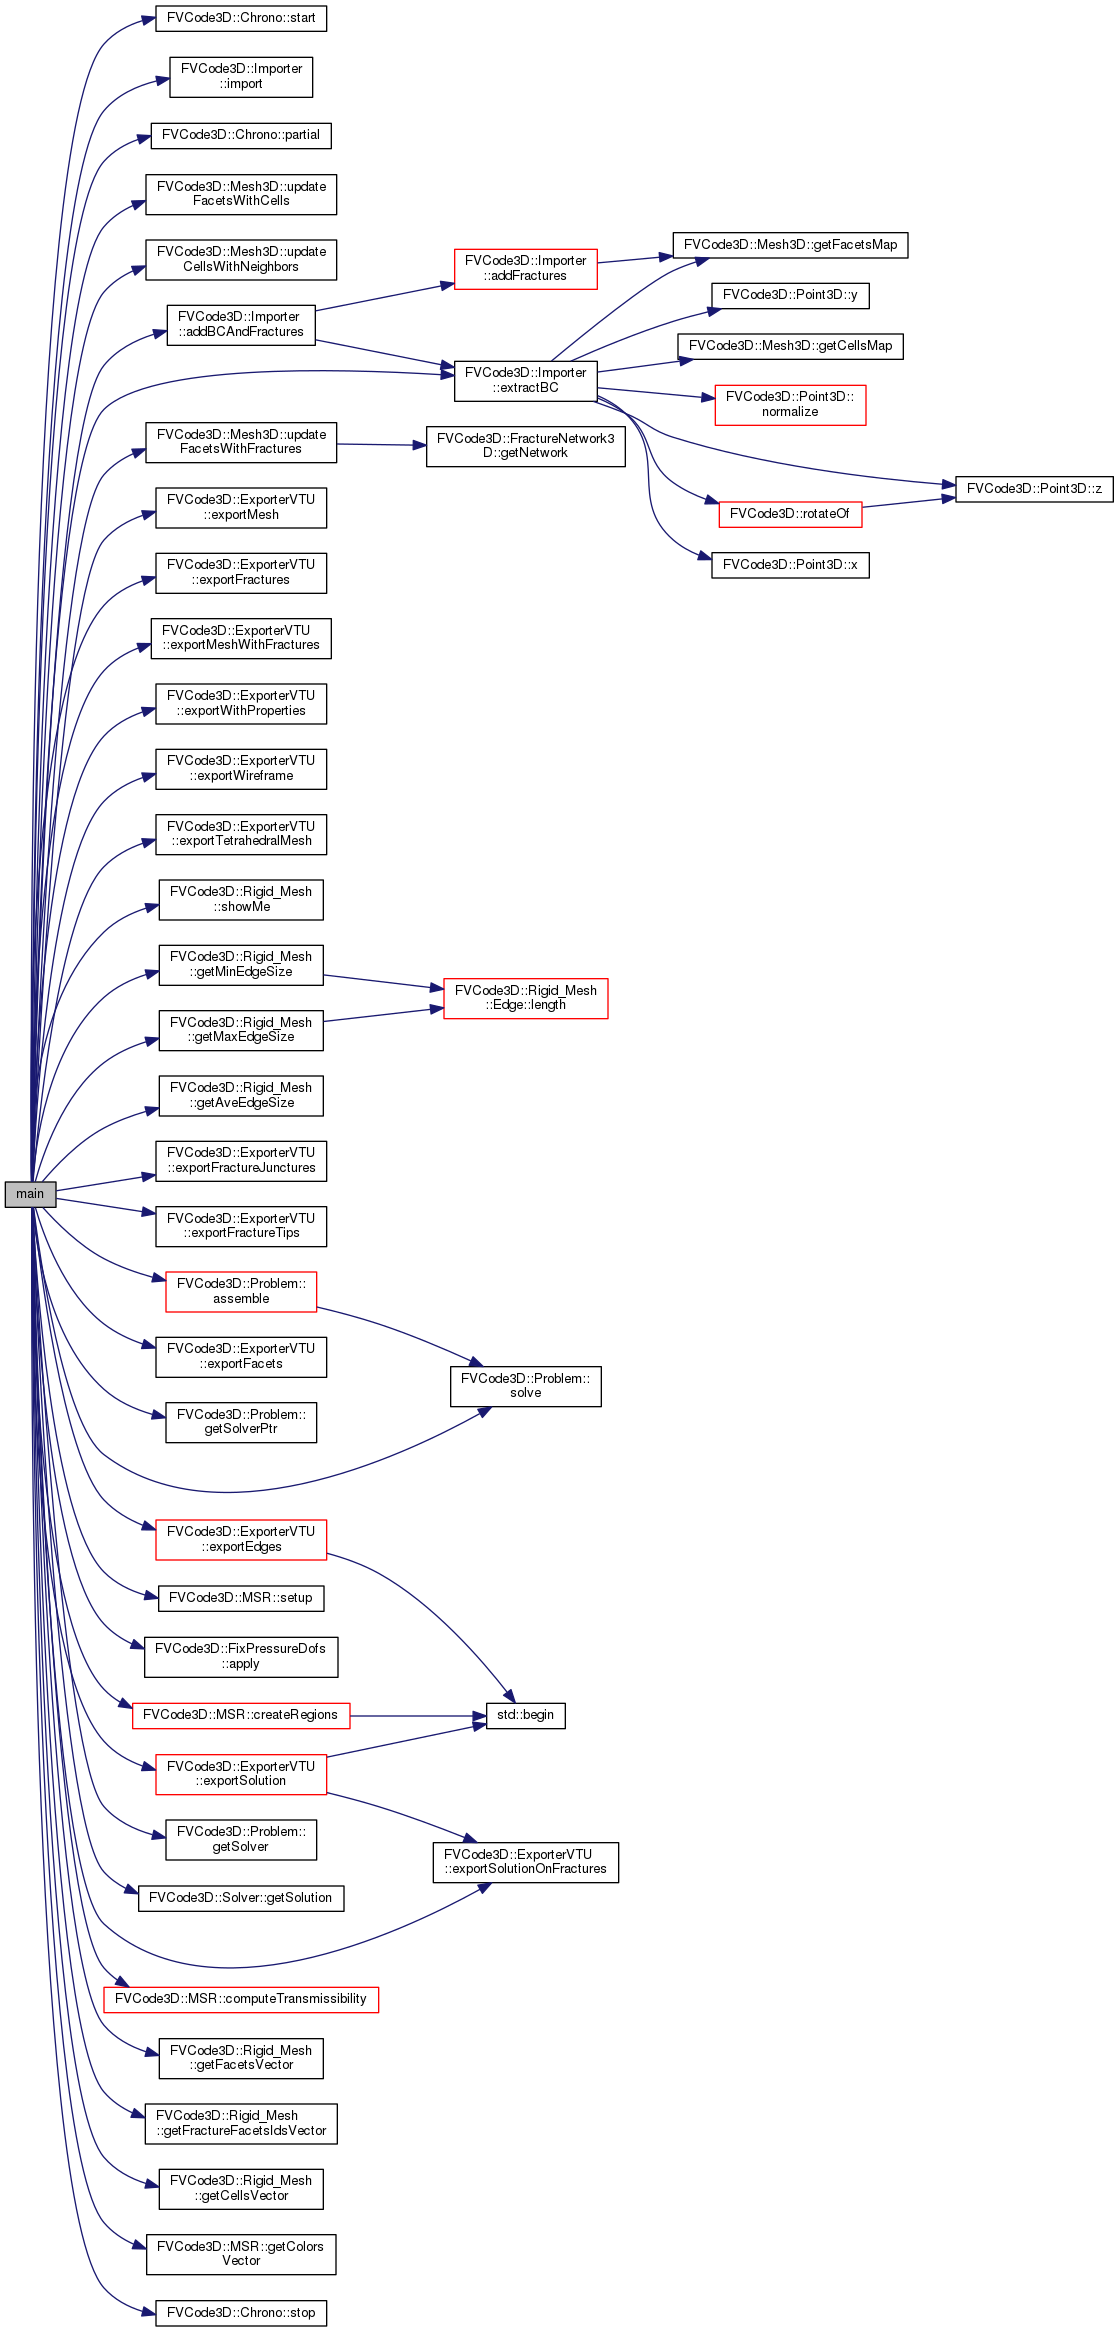 FVCode3D::Chrono::start
FVCode3D::Importer
::import
FVCode3D::Chrono::partial
FVCode3D::Mesh3D::update
FacetsWithCells
FVCode3D::Mesh3D::update
CellsWithNeighbors
FVCode3D::Importer
::addBCAndFractures
FVCode3D::Importer
::addFractures
FVCode3D::Mesh3D::getFacetsMap
FVCode3D::Point3D::y
FVCode3D::Mesh3D::getCellsMap
FVCode3D::Importer
::extractBC
FVCode3D::Point3D::
normalize
FVCode3D::Mesh3D::update
FacetsWithFractures
FVCode3D::FractureNetwork3
D::getNetwork
FVCode3D::Point3D::z
FVCode3D::rotateOf
FVCode3D::Point3D::x
FVCode3D::ExporterVTU
::exportMesh
FVCode3D::ExporterVTU
::exportFractures
FVCode3D::ExporterVTU
::exportMeshWithFractures
FVCode3D::ExporterVTU
::exportWithProperties
FVCode3D::ExporterVTU
::exportWireframe
FVCode3D::ExporterVTU
::exportTetrahedralMesh
FVCode3D::Rigid_Mesh
::showMe
FVCode3D::Rigid_Mesh
::getMinEdgeSize
FVCode3D::Rigid_Mesh
::Edge::length
FVCode3D::Rigid_Mesh
::getMaxEdgeSize
FVCode3D::Rigid_Mesh
::getAveEdgeSize
FVCode3D::ExporterVTU
::exportFractureJunctures
main
FVCode3D::ExporterVTU
::exportFractureTips
FVCode3D::Problem::
assemble
FVCode3D::ExporterVTU
::exportFacets
FVCode3D::Problem::
solve
FVCode3D::Problem::
getSolverPtr
FVCode3D::ExporterVTU
::exportEdges
FVCode3D::MSR::setup
FVCode3D::FixPressureDofs
::apply
FVCode3D::MSR::createRegions
std::begin
FVCode3D::ExporterVTU
::exportSolution
FVCode3D::Problem::
getSolver
FVCode3D::ExporterVTU
::exportSolutionOnFractures
FVCode3D::Solver::getSolution
FVCode3D::MSR::computeTransmissibility
FVCode3D::Rigid_Mesh
::getFacetsVector
FVCode3D::Rigid_Mesh
::getFractureFacetsIdsVector
FVCode3D::Rigid_Mesh
::getCellsVector
FVCode3D::MSR::getColors
Vector
FVCode3D::Chrono::stop